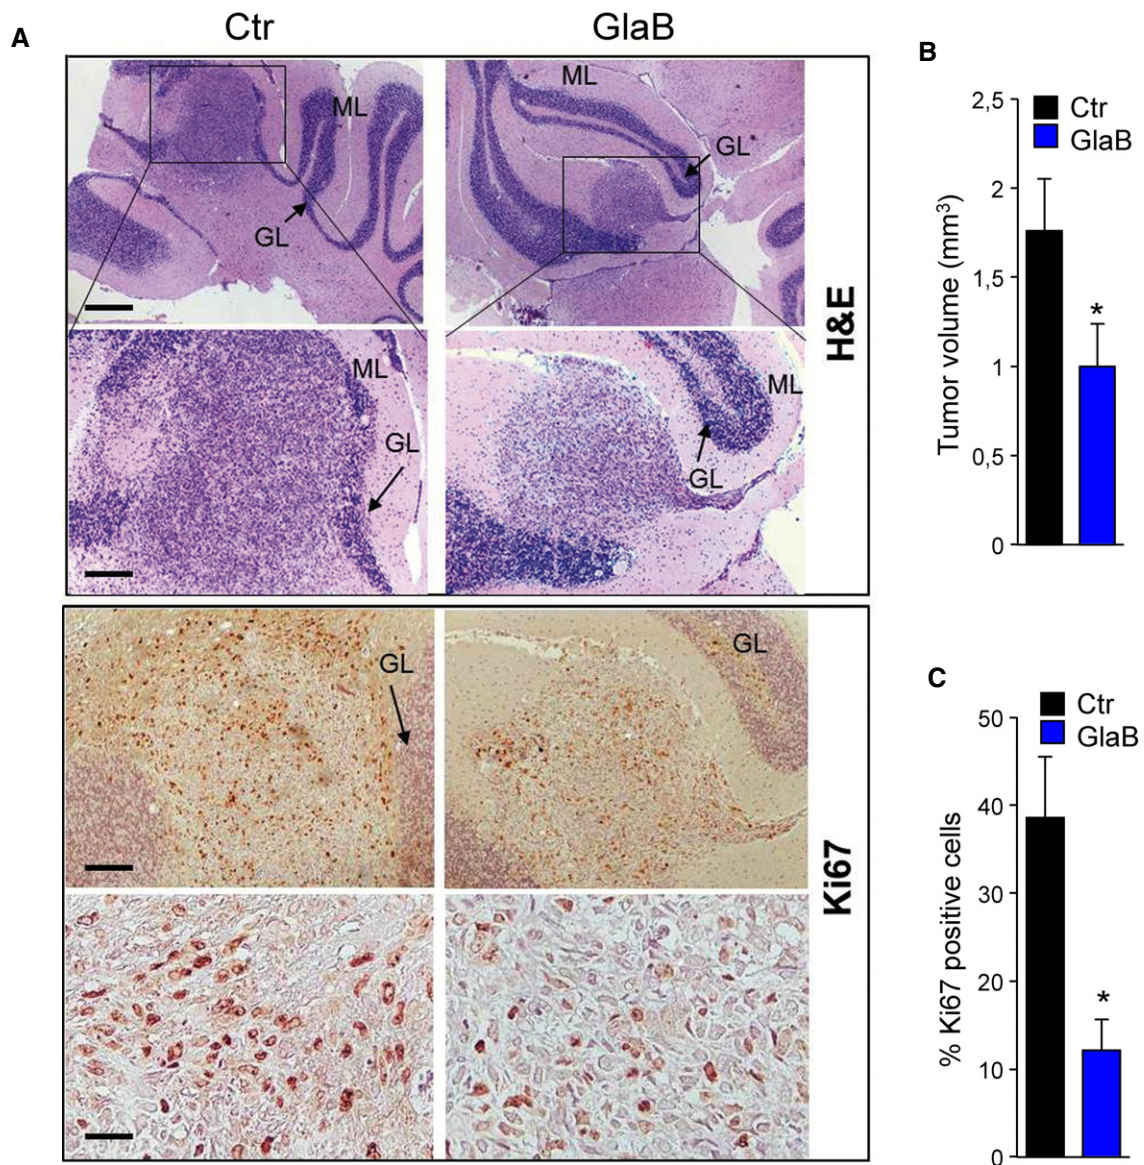 A
Ctr
GlaB
ML
GL
ML
GL
ML
GL
ML
GL
H&E
GL
GL
Ki67
B
Ctr
GlaB
Tumor volume (mm³)
2,5
2
1,5
1
0,5
0
*
C
Ctr
GlaB
% Ki67 positive cells
50
40
30
20
10
0
*